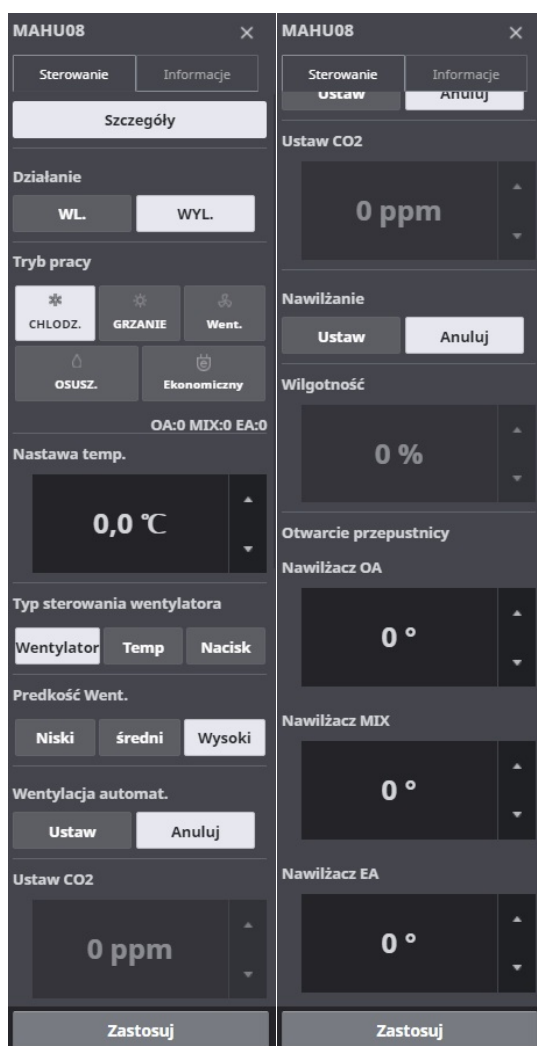 MAHU08 ×
Sterowanie Informacje
Szczegóły
Działanie
WL. WYL.
Tryb pracy
CHLODZ. GRZANIE Went.
OSUSZ. Ekonomiczny
OA:0 MIX:0 EA:0
Nastawa temp.
0,0 ℃
Typ sterowania wentylatora
Wentylator Temp Nacisk
Predkość Went.
Niski średni Wysoki
Wentylacja automat.
Ustaw Anuluj
Ustaw CO2
0 ppm
Zastosuj
MAHU08 ×
Sterowanie Informacje
Ustaw Anuluj
Ustaw CO2
0 ppm
Nawilżanie
Ustaw Anuluj
Wilgotność
0 %
Otwarcie przepustnicy
Nawilżacz OA
0 °
Nawilżacz MIX
0 °
Nawilżacz EA
0 °
Zastosuj